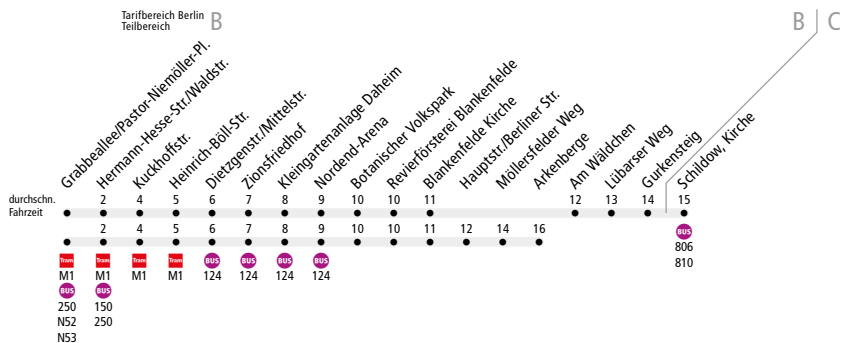 Tarifbereich Berlin
Teilbereich
B
B | C
Grabbeallee/Pastor-Niemöller-Pl.
Hermann-Hesse-Str./Waldstr.
Kuckhoffstr.
Heinrich-Böll-Str.
Dietzgenstr./Mittelstr.
Zionsfriedhof
Kleingartenanlage Daheim
Nordend-Arena
Botanischer Volkspark
Revierförsterei Blankenfelde
Blankenfelde Kirche
Hauptstr./Berliner Str.
Möllersfelder Weg
Arkenberge
Am Wäldchen
Lübarser Weg
Gurkensteig
Schildow, Kirche
durchschn.
Fahrzeit
2 4 5 6 7 8 9 10 10 11 12 13 14 15
2 4 5 6 7 8 9 10 10 11 12 14 16
Tram Tram Tram Tram BUS BUS BUS BUS BUS
M1 M1 M1 M1 124 124 124 124 806
BUS BUS 810
250 150
N52 250
N53